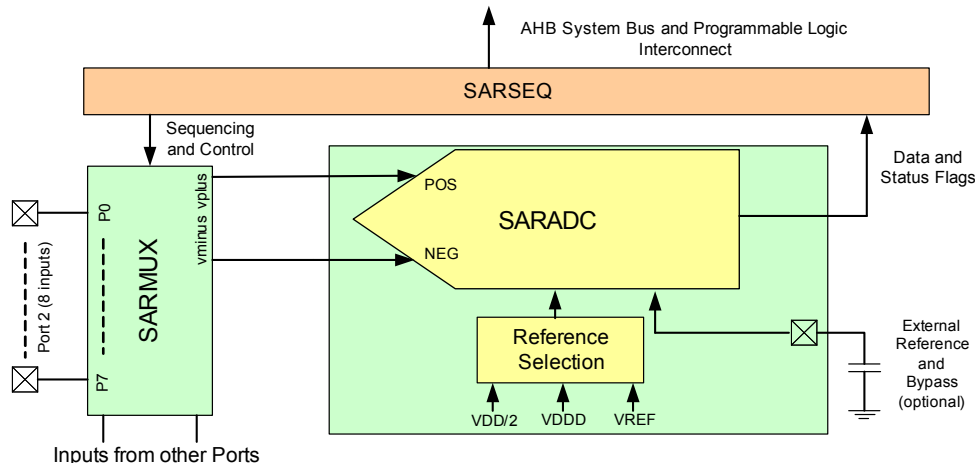 AHB System Bus and Programmable Logic
Interconnect
SARSEQ
Sequencing
and Control
Data and
Status Flags
vminus vplus
POS
NEG
SARADC
P0
Port 2 (8 inputs)
SARMUX
P7
Reference
Selection
VDD/2
VDDD
VREF
External
Reference
and
Bypass
(optional)
Inputs from other Ports